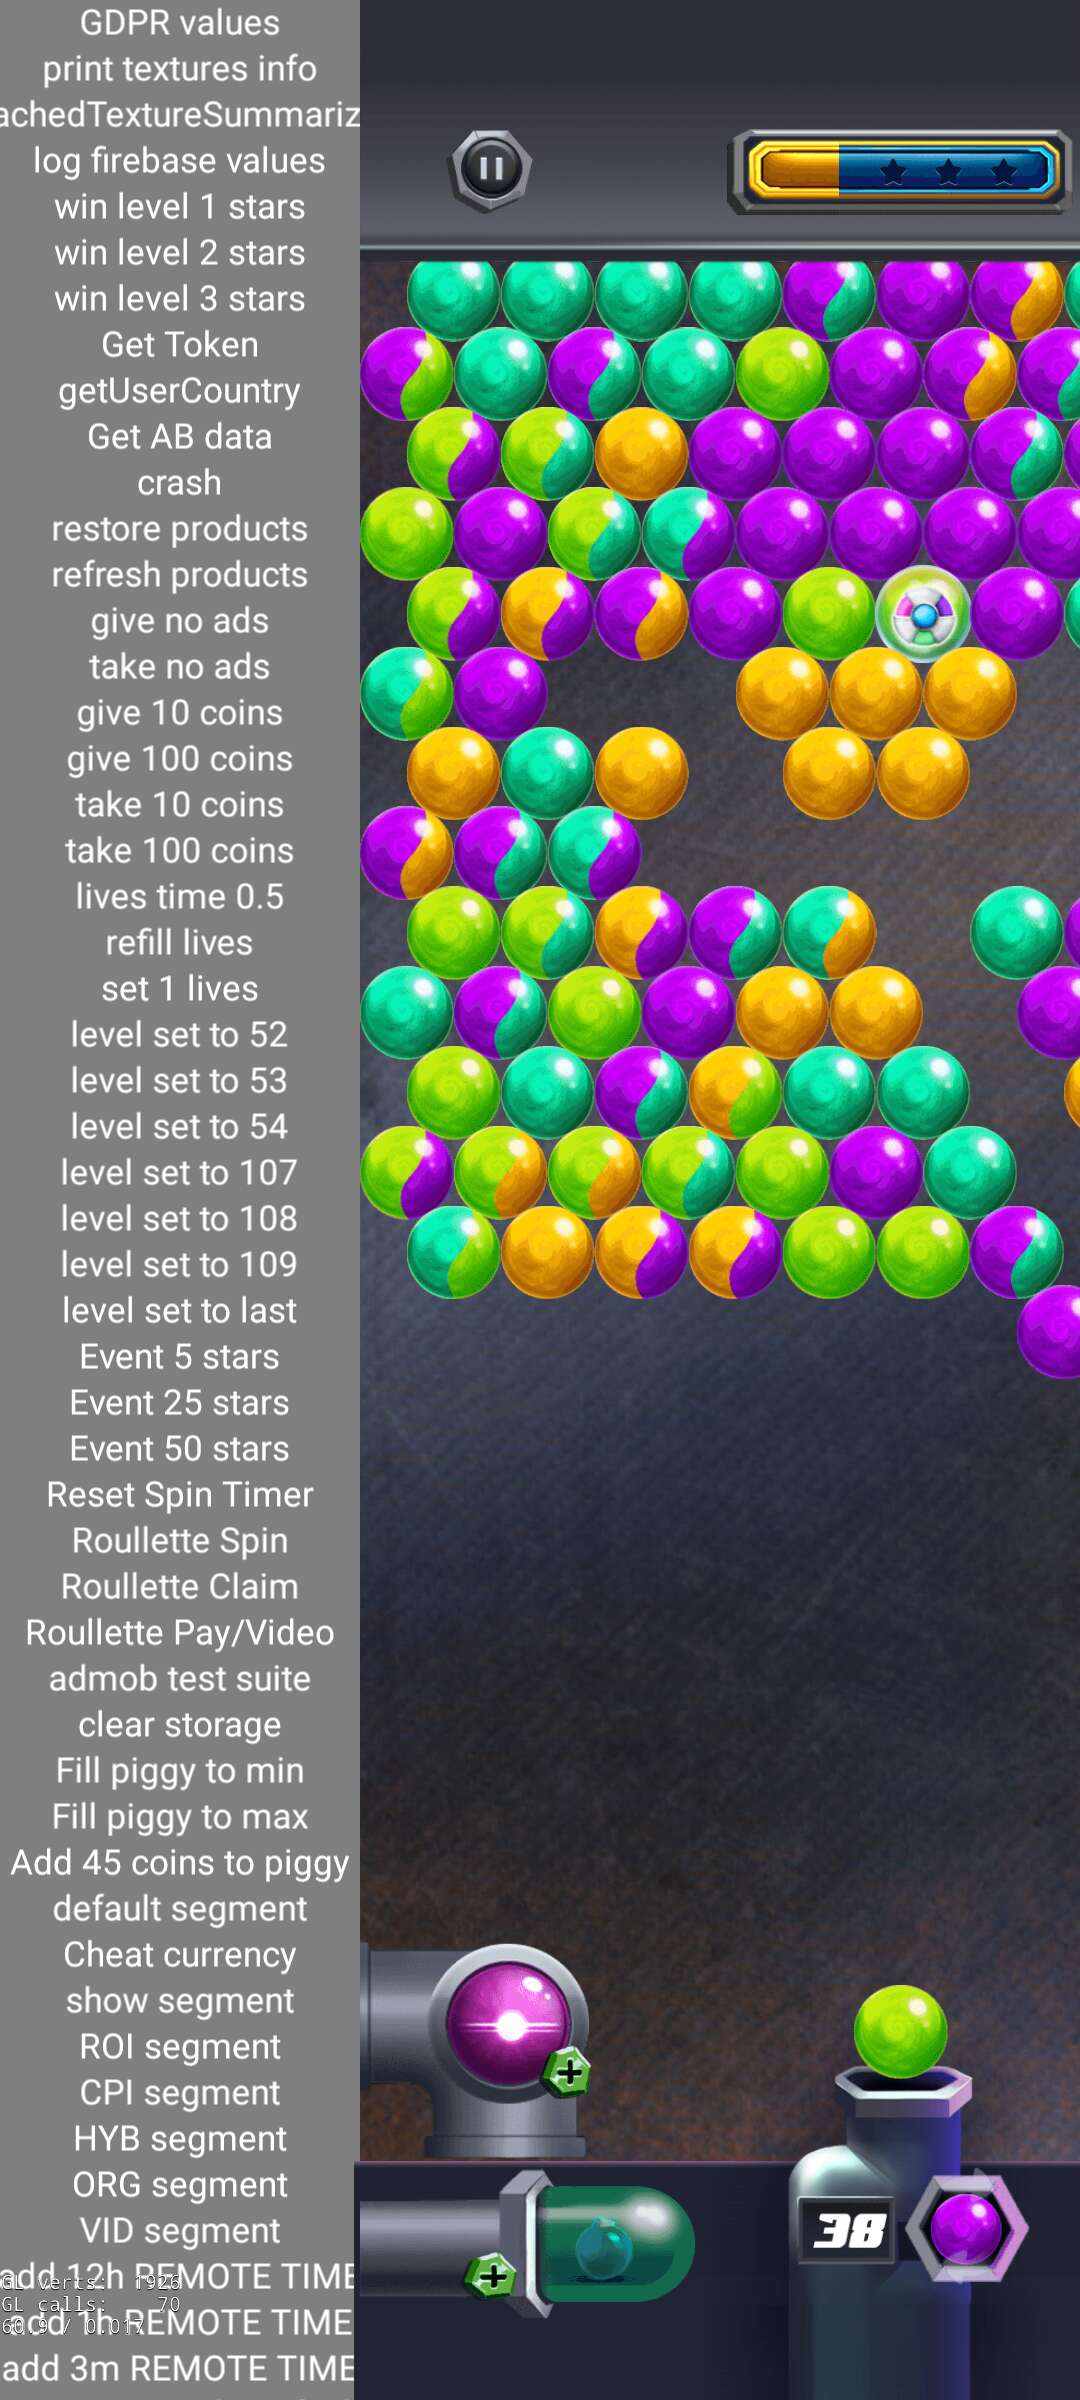 GDPR values
print textures info
achedTextureSummariz
log firebase values
win level 1 stars
win level 2 stars
win level 3 stars
Get Token
getUserCountry
Get AB data
crash
restore products
refresh products
give no ads
take no ads
give 10 coins
give 100 coins
take 10 coins
take 100 coins
lives time 0.5
refill lives
set 1 lives
level set to 52
level set to 53
level set to 54
level set to 107
level set to 108
level set to 109
level set to last
Event 5 stars
Event 25 stars
Event 50 stars
Reset Spin Timer
Roullette Spin
Roullette Claim
Roullette Pay/Video
admob test suite
clear storage
Fill piggy to min
Fill piggy to max
Add 45 coins to piggy
default segment
Cheat currency
show segment
ROI segment
CPI segment
HYB segment
ORG segment
VID segment
38
add 12h REMOTE TIME
GL verts: 1926
GL calls: 70
add 1h REMOTE TIME
60.9 / 0.017
add 3m REMOTE TIME